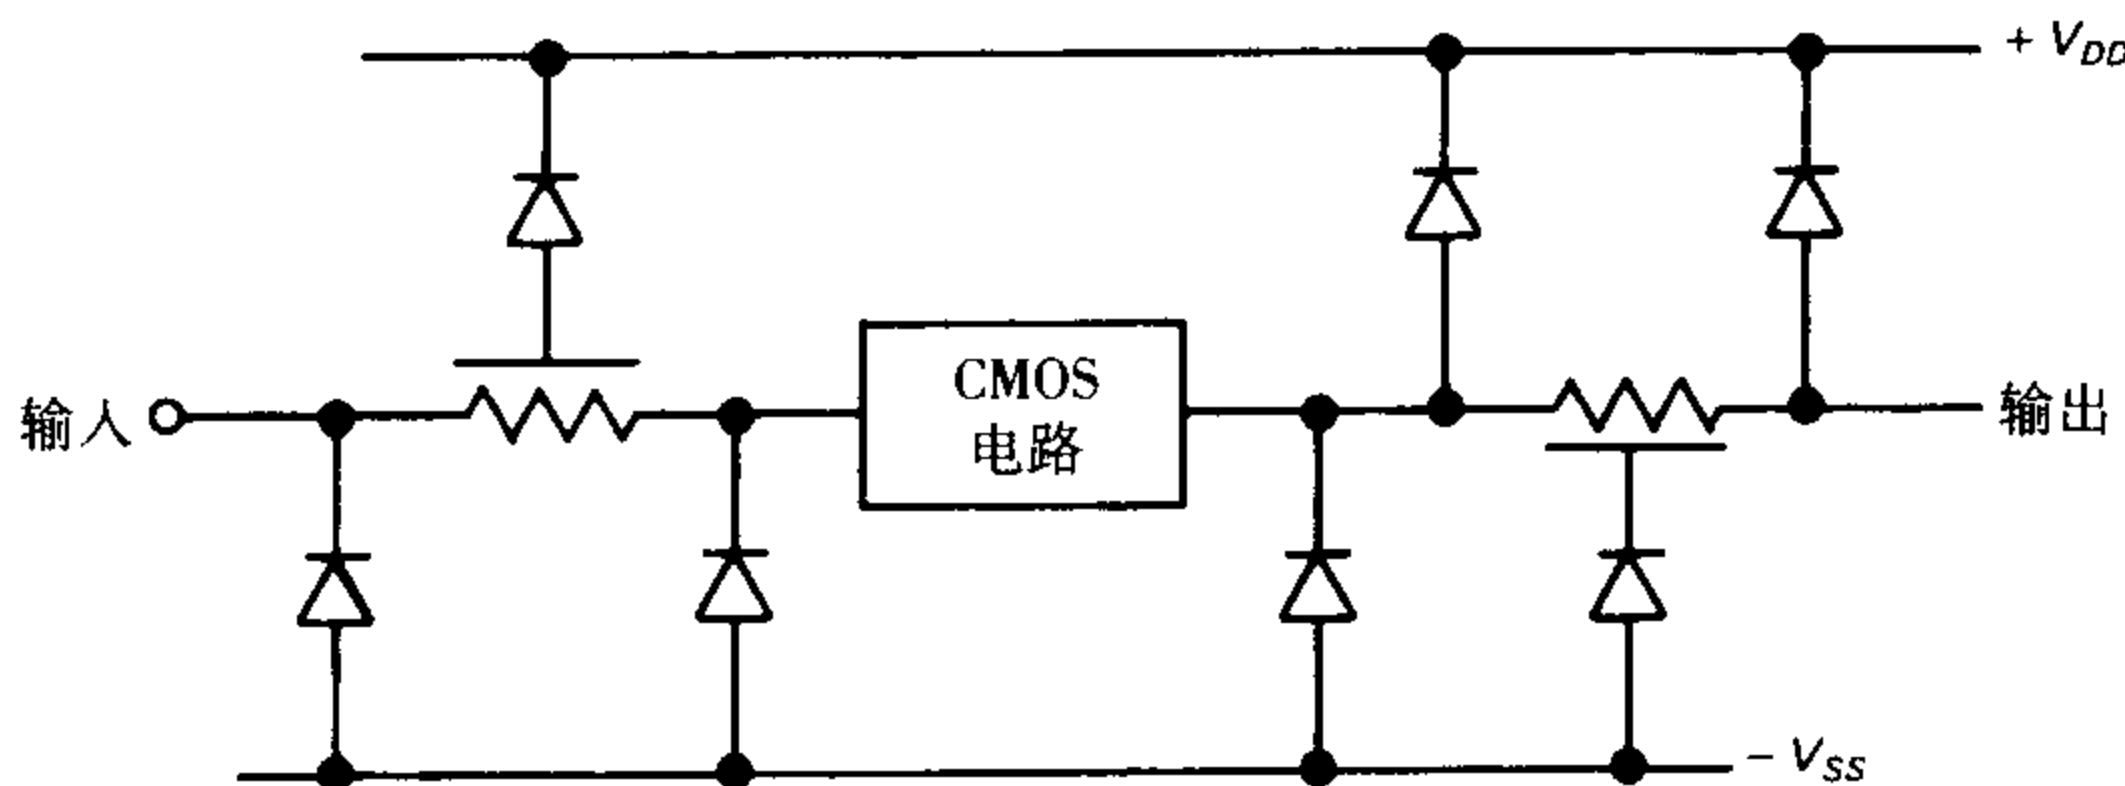 + V_DD
输入
CMOS
电路
输出
- V_SS